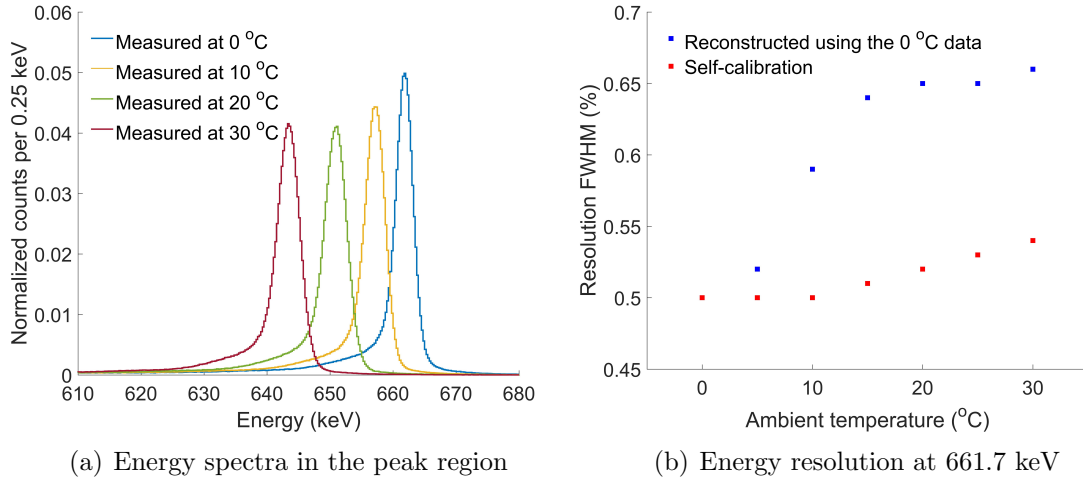 0.06
0.05
0.04
0.03
0.02
0.01
0
Normalized counts per 0.25 keV
Measured at 0 °C
Measured at 10 °C
Measured at 20 °C
Measured at 30 °C
610 620 630 640 650 660 670 680
Energy (keV)
(a) Energy spectra in the peak region
0.7
0.65
0.6
0.55
0.5
0.45
Resolution FWHM (%)
Reconstructed using the 0 °C data
Self-calibration
0 10 20 30
Ambient temperature (°C)
(b) Energy resolution at 661.7 keV